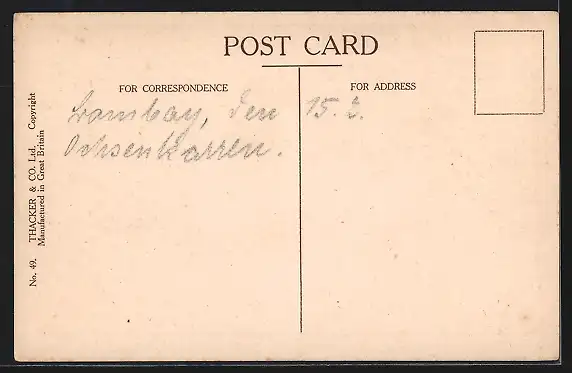 POST CARD
FOR CORRESPONDENCE
FOR ADDRESS
Bombay, den 15. 2.
Ochsenkarren.
No. 49. THACKER & CO. Ltd. Copyright
Manufactured in Great Britain